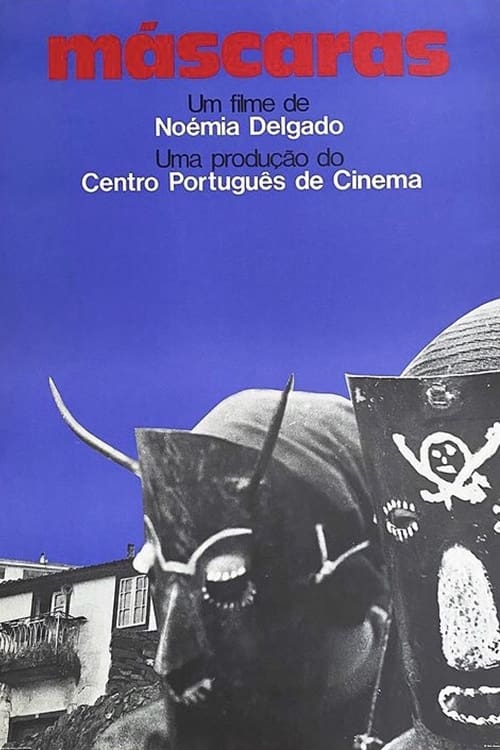 máscaras
Um filme de
Noémia Delgado
Uma produção do
Centro Português de Cinema